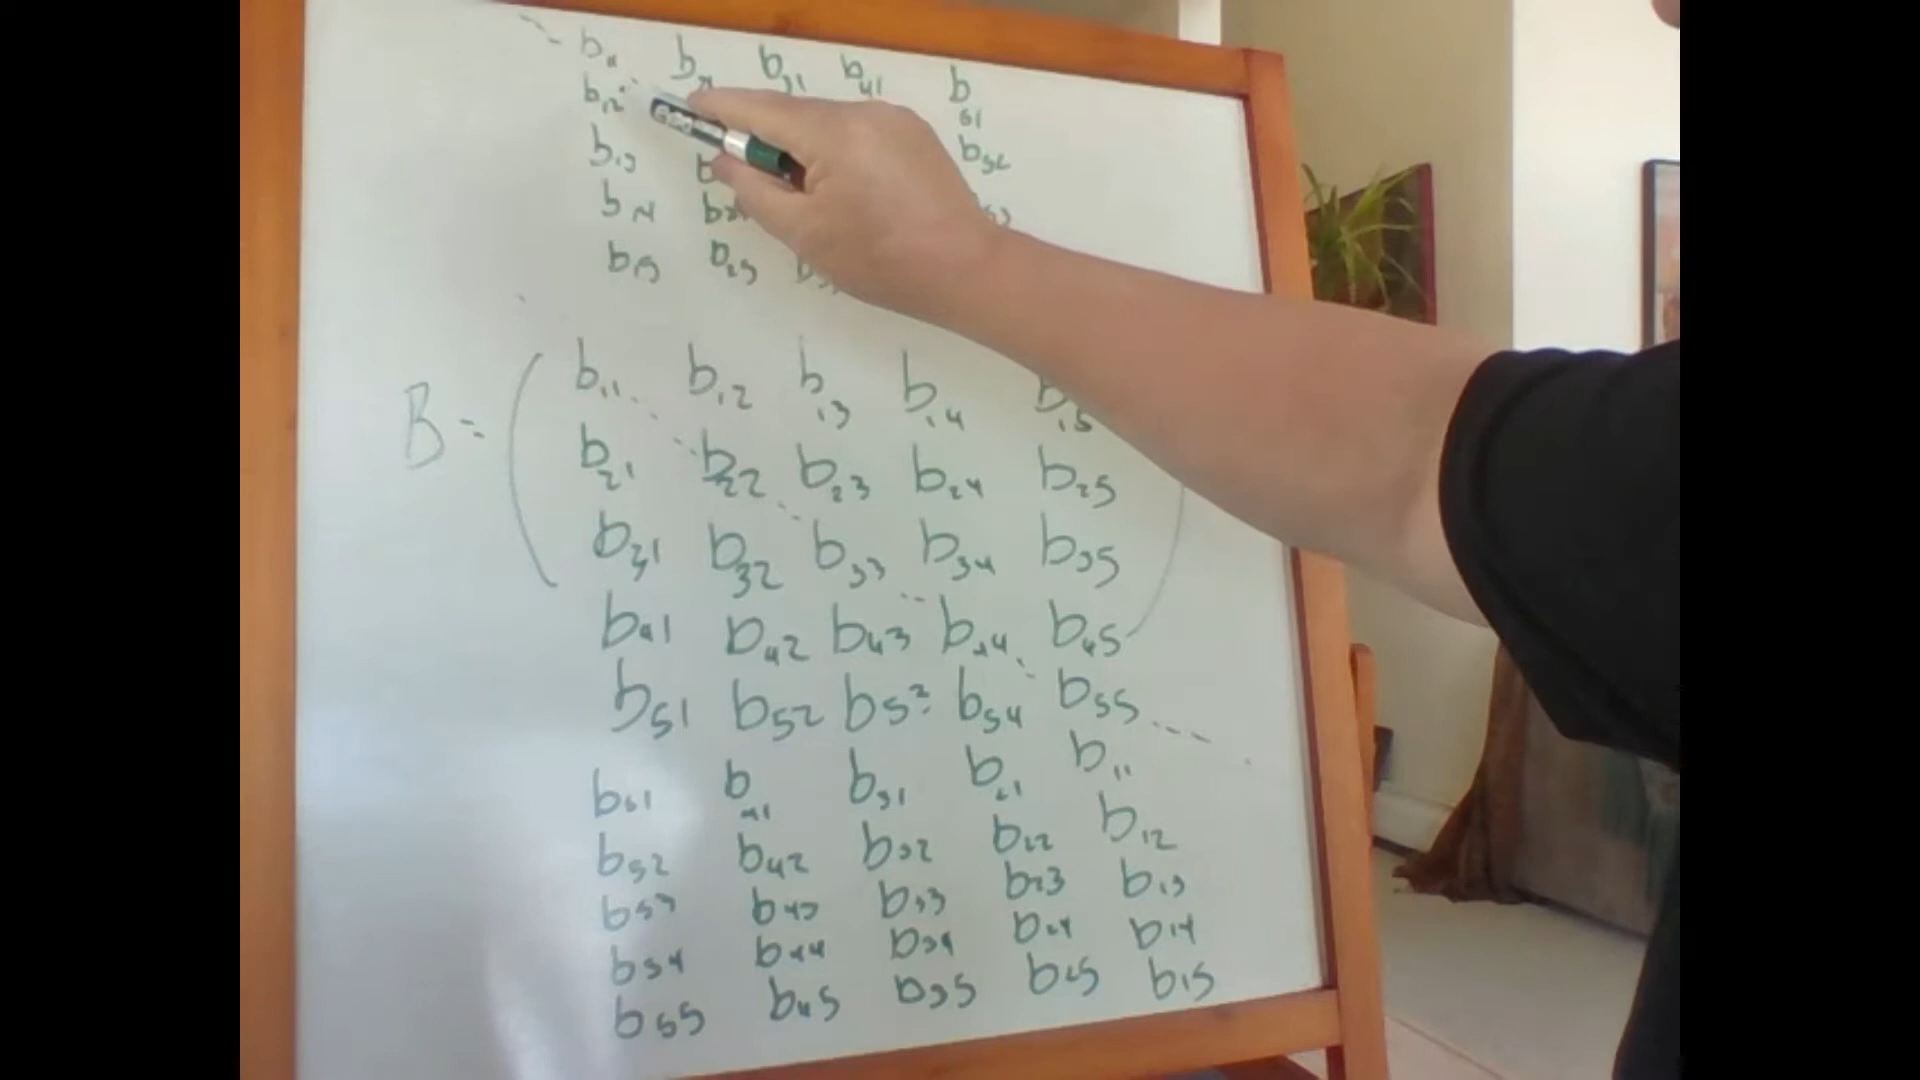 b11 b21 b31 b41 b51
b12 b52
b13 b
b14 b24
b15 b25
B = ( b11 b12 b13 b14 b15
b21 b22 b23 b24 b25
b31 b32 b33 b34 b35
b41 b42 b43 b44 b45 )
b51 b52 b53 b54 b55
b51 b41 b31 b21 b11
b52 b42 b32 b22 b12
b53 b43 b33 b23 b13
b54 b44 b34 b24 b14
b55 b45 b35 b25 b15